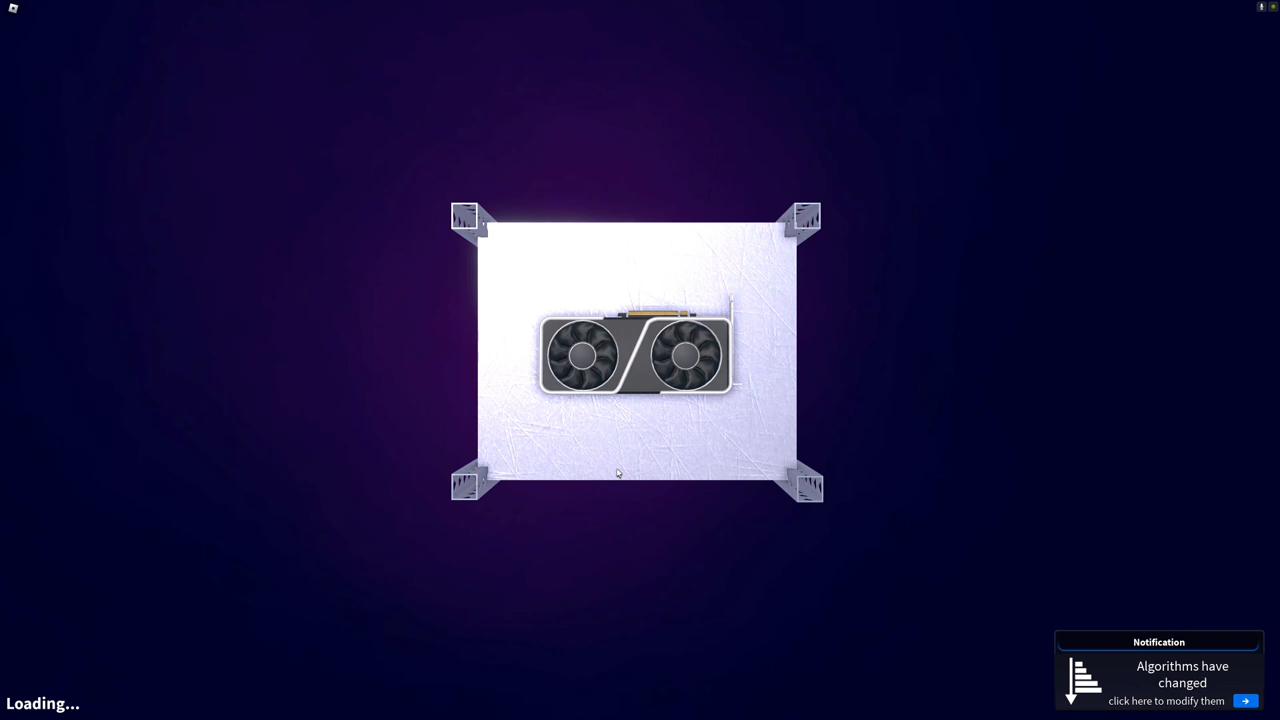 Notification
Algorithms have
changed
click here to modify them
Loading...